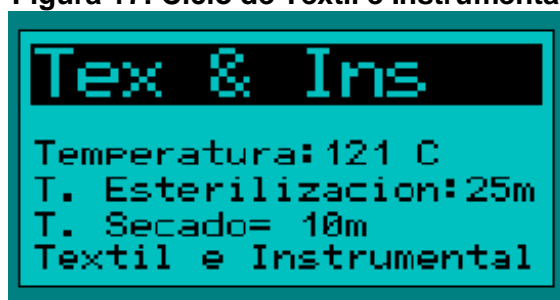 Tex & Ins
Temperatura:121 C
T. Esterilizacion:25m
T. Secado= 10m
Textil e Instrumental